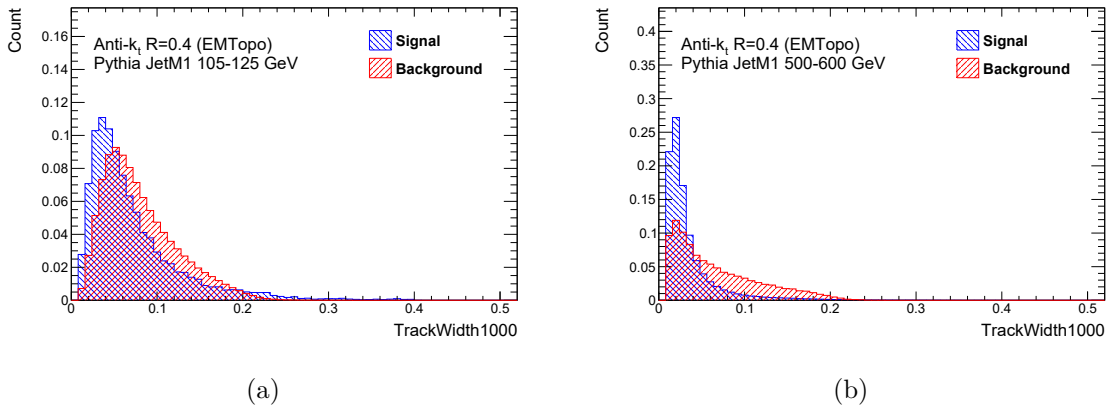 Count
0.16
0.14
0.12
0.1
0.08
0.06
0.04
0.02
0
0
0.1
0.2
0.3
0.4
0.5
TrackWidth1000
Anti-kt R=0.4 (EMTopo)
Pythia JetM1 105-125 GeV
Signal
Background
(a)
Count
0.4
0.35
0.3
0.25
0.2
0.15
0.1
0.05
0
0
0.1
0.2
0.3
0.4
0.5
TrackWidth1000
Anti-kt R=0.4 (EMTopo)
Pythia JetM1 500-600 GeV
Signal
Background
(b)